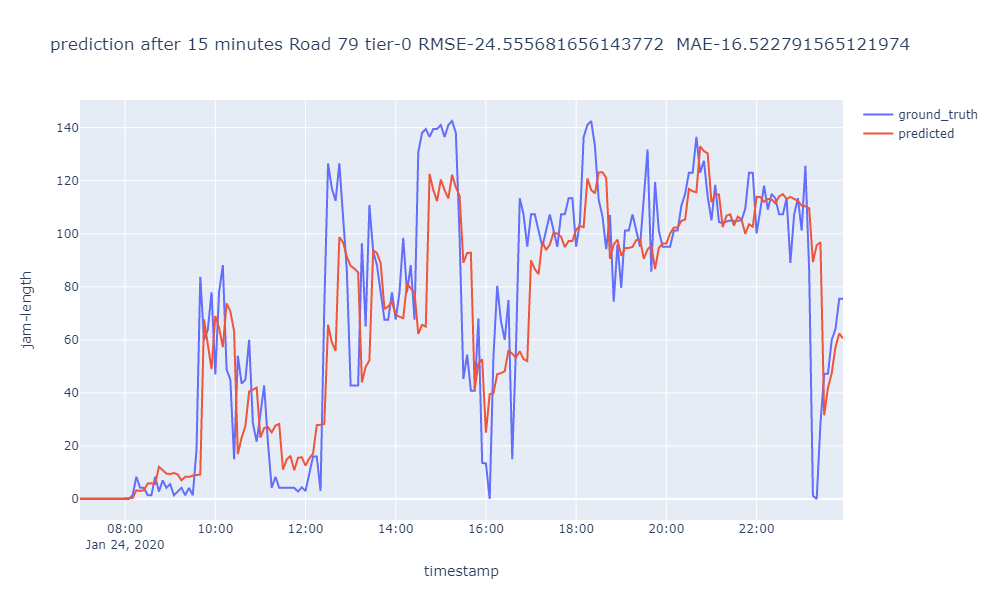 prediction after 15 minutes Road 79 tier-0 RMSE-24.555681656143772  MAE-16.522791565121974
ground_truth
predicted
140
120
100
80
60
40
20
0
jam-length
08:00 10:00 12:00 14:00 16:00 18:00 20:00 22:00
Jan 24, 2020
timestamp